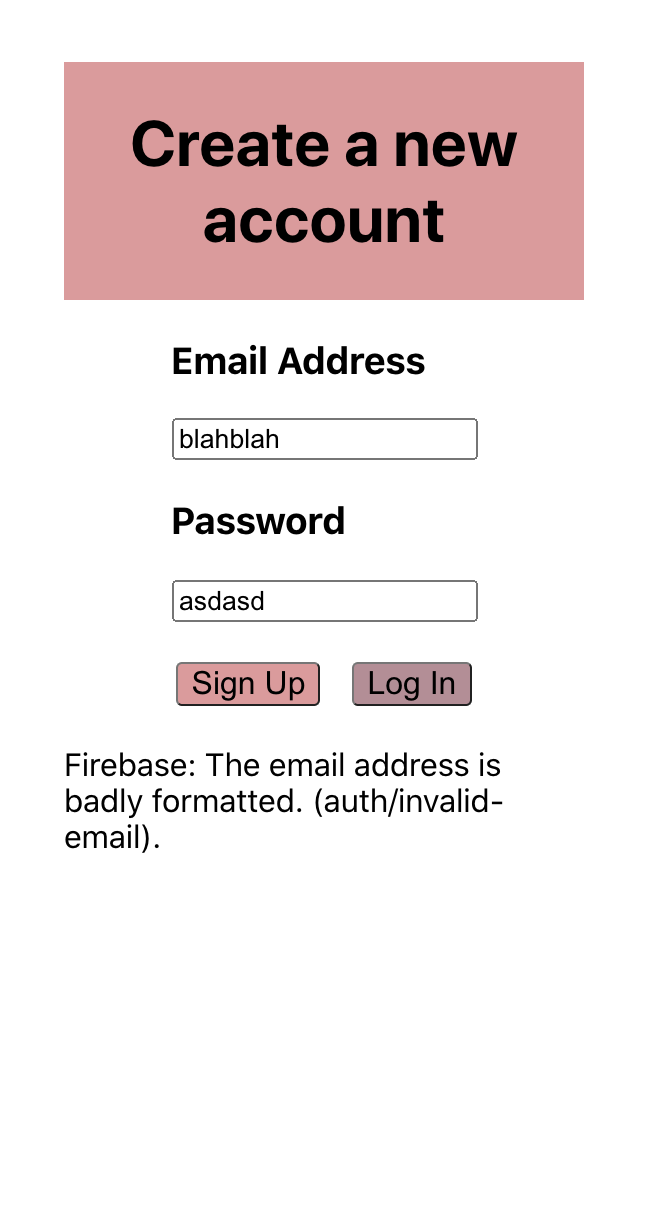 Create a new
account
Email Address
blahblah
Password
asdasd
Sign Up Log In
Firebase: The email address is
badly formatted. (auth/invalid-
email).